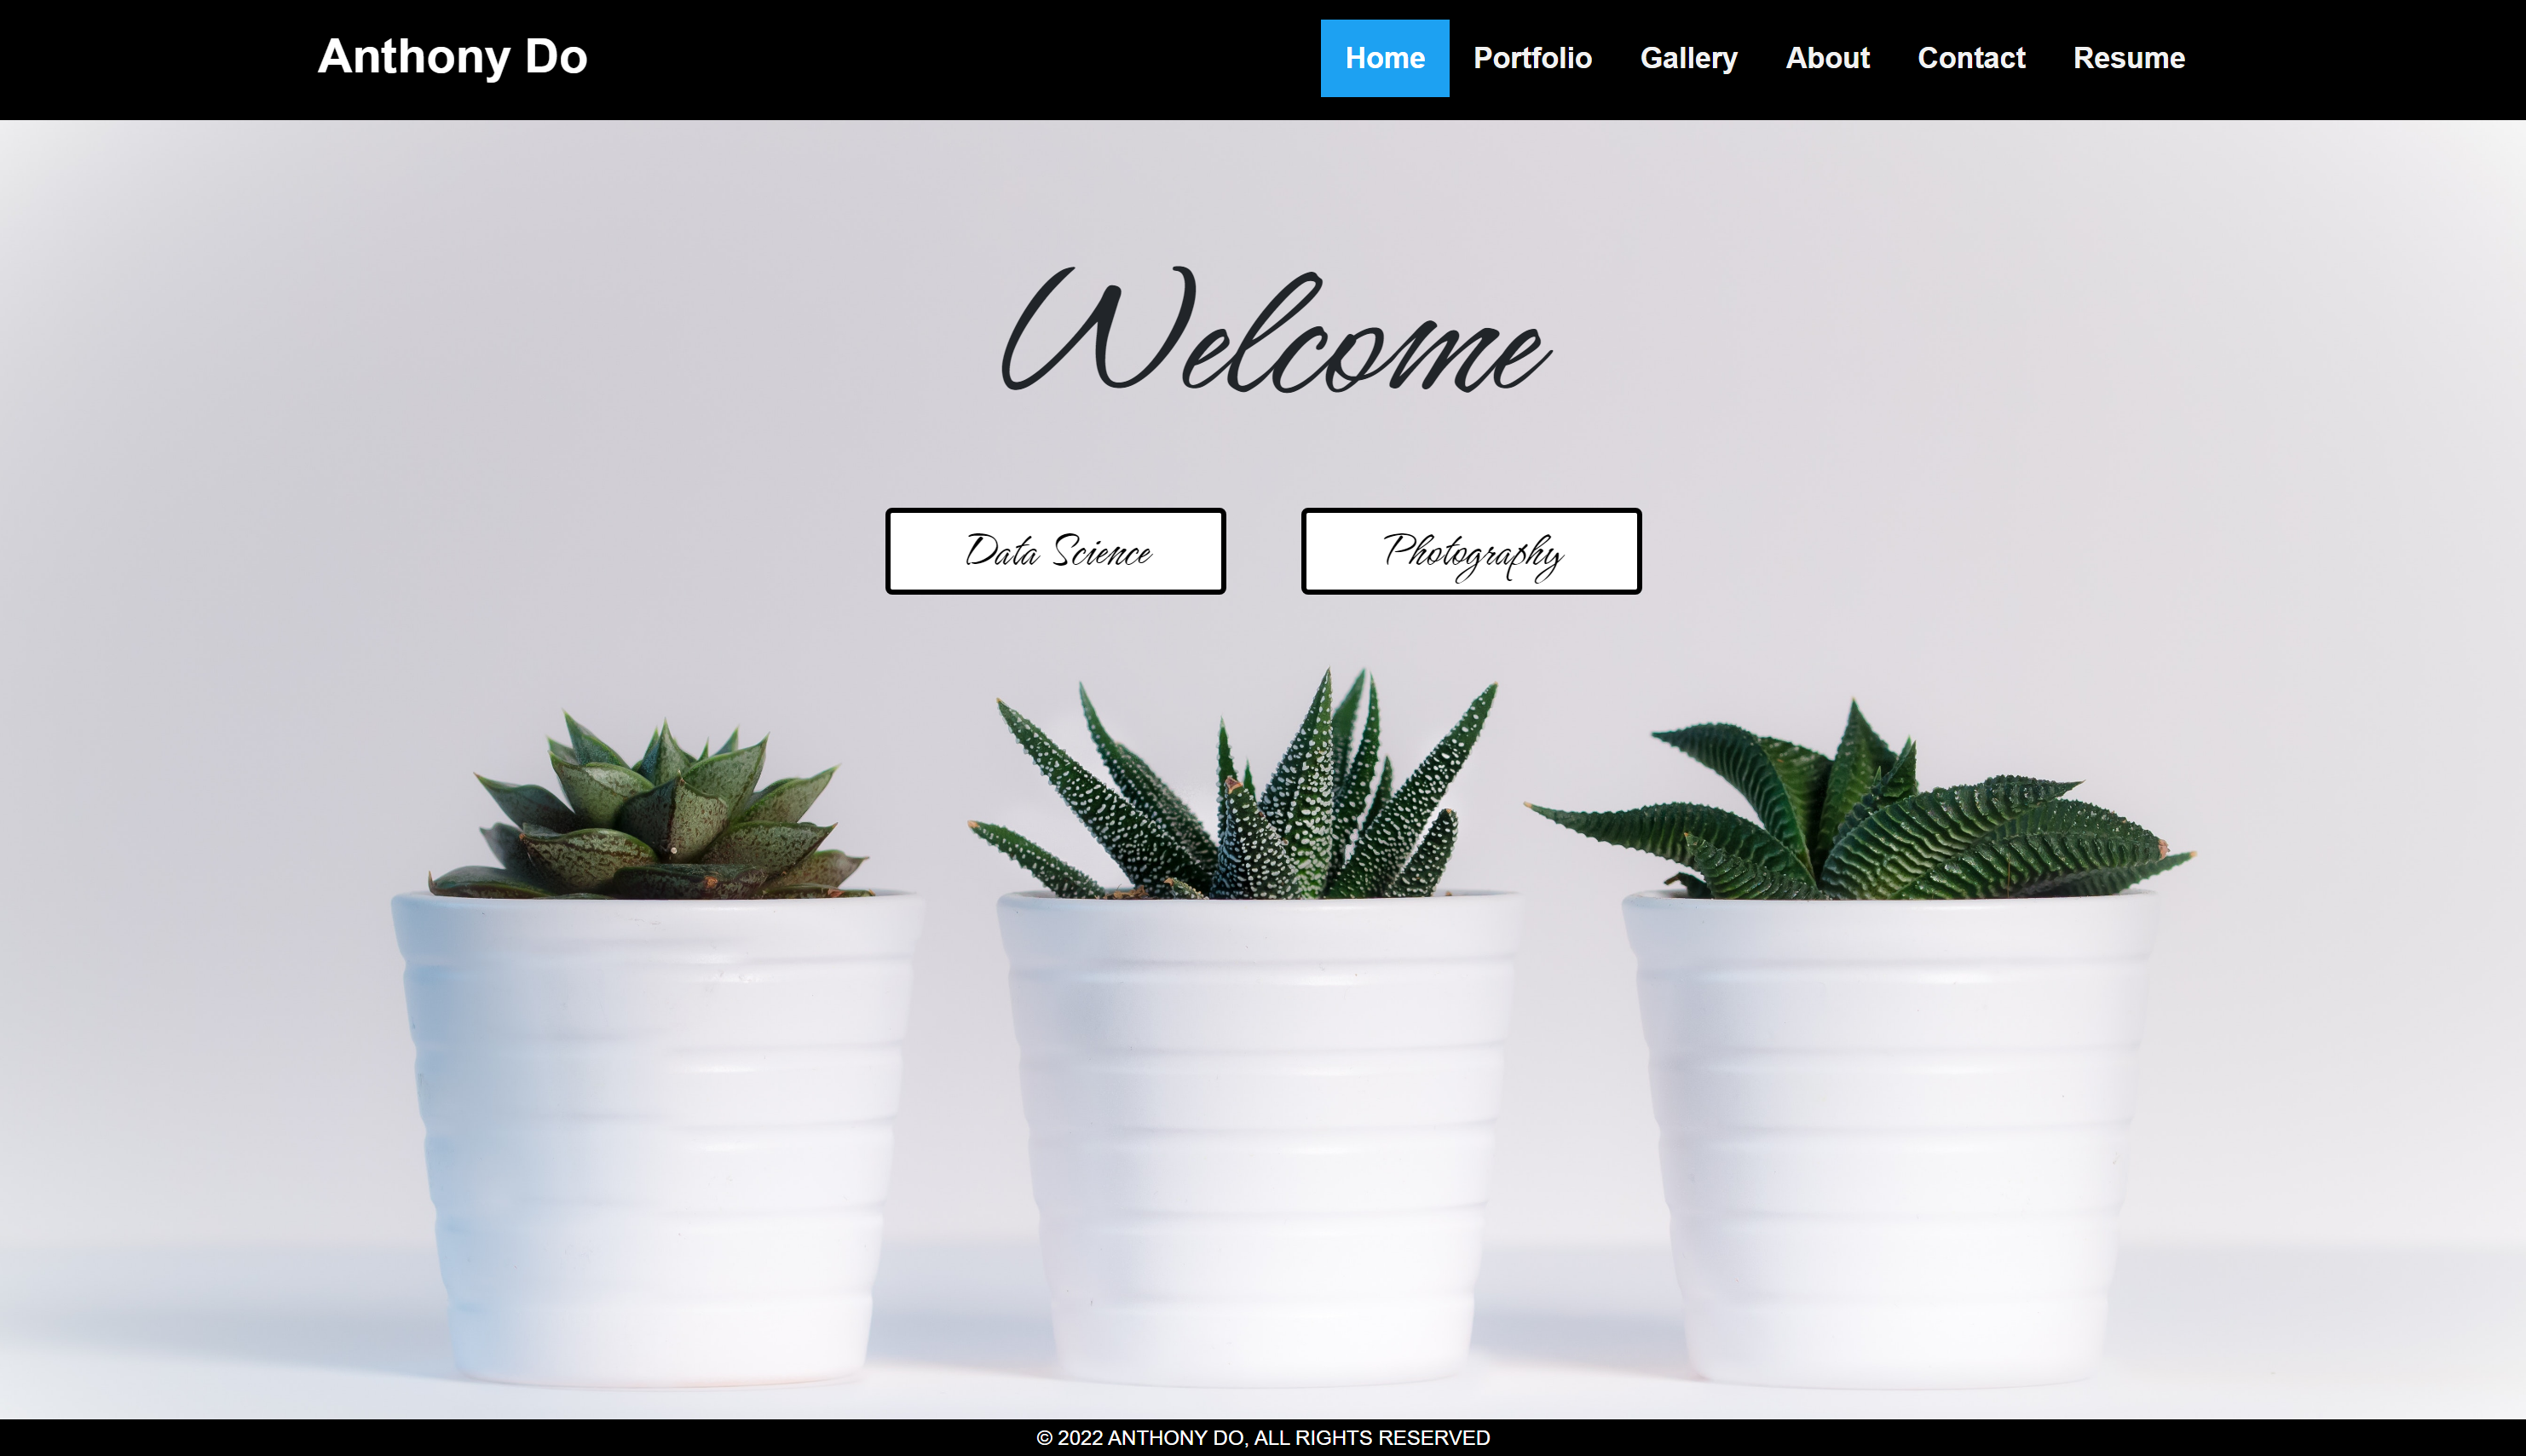 Anthony Do
Home Portfolio Gallery About Contact Resume
Welcome
Data Science
Photography
© 2022 ANTHONY DO, ALL RIGHTS RESERVED